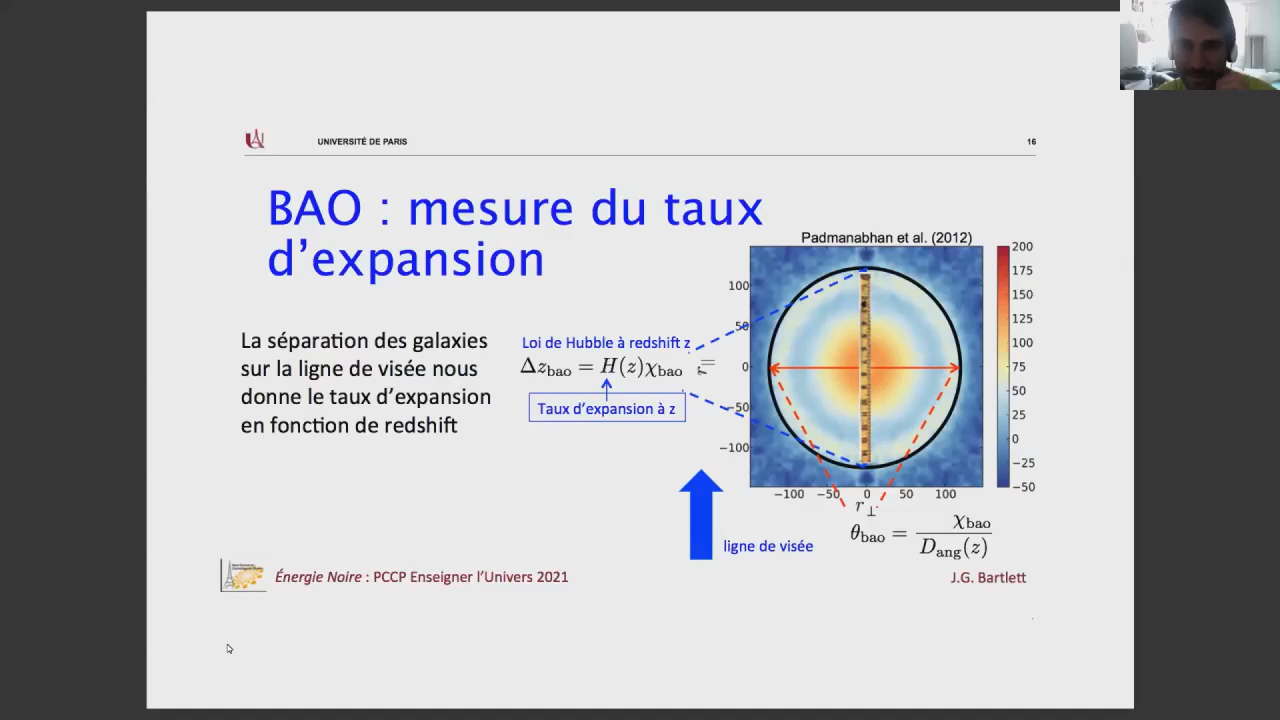 UNIVERSITÉ DE PARIS
16
BAO : mesure du taux
d’expansion
Padmanabhan et al. (2012)
La séparation des galaxies
sur la ligne de visée nous
donne le taux d’expansion
en fonction de redshift
Loi de Hubble à redshift z
Δz_bao = H(z)χ_bao
Taux d’expansion à z
r||
100
50
0
−50
−100
−100 −50 0 50 100
r⊥
200
175
150
125
100
75
50
25
0
−25
−50
θ_bao = χ_bao / D_ang(z)
ligne de visée
Énergie Noire : PCCP Enseigner l’Univers 2021
J.G. Bartlett